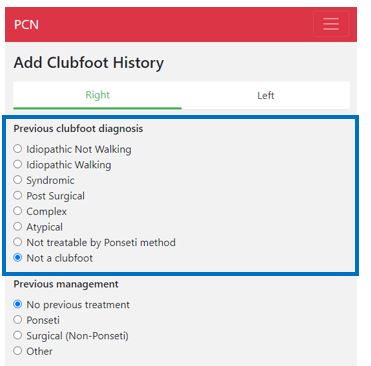 PCN
Add Clubfoot History
Right Left
Previous clubfoot diagnosis
Idiopathic Not Walking
Idiopathic Walking
Syndromic
Post Surgical
Complex
Atypical
Not treatable by Ponseti method
Not a clubfoot
Previous management
No previous treatment
Ponseti
Surgical (Non-Ponseti)
Other